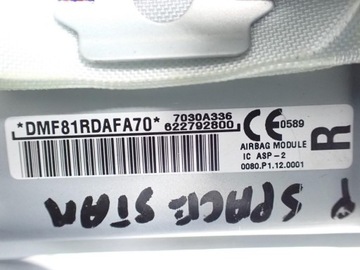 *DMF81RDAFA70*
7030A336
622792800
CE 0589
AIRBAG MODULE
IC ASP-2
0080.P1.12.0001
R
SPACE STAR